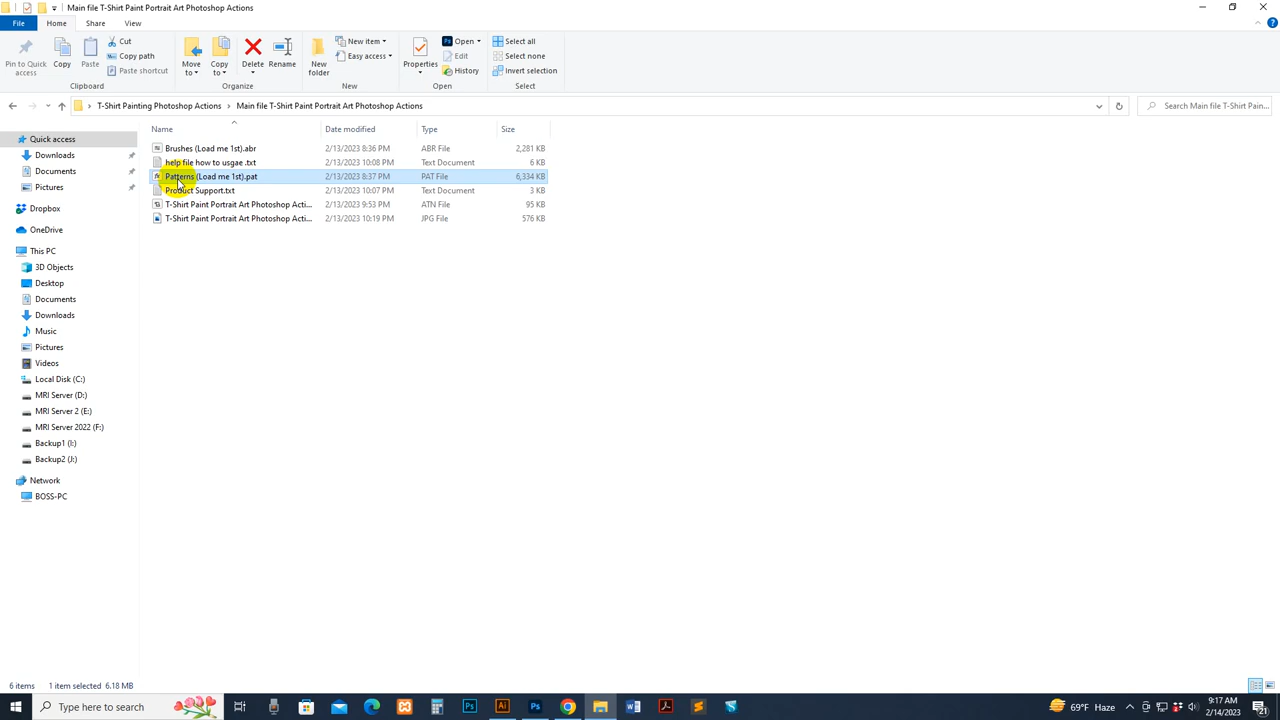 Main file T-Shirt Paint Portrait Art Photoshop Actions
File Home Share View
Pin to Quick access
Copy
Paste
Cut
Copy path
Paste shortcut
Move to
Copy to
Delete
Rename
New folder
New item
Easy access
Properties
Open
Edit
History
Select all
Select none
Invert selection
Clipboard Organize New Open Select
T-Shirt Painting Photoshop Actions Main file T-Shirt Paint Portrait Art Photoshop Actions Search Main file T-Shirt Pain...
Name Date modified Type Size
Brushes (Load me 1st).abr 2/13/2023 8:36 PM ABR File 2,281 KB
help file how to usgae .txt 2/13/2023 10:08 PM Text Document 6 KB
Patterns (Load me 1st).pat 2/13/2023 8:37 PM PAT File 6,334 KB
Product Support.txt 2/13/2023 10:07 PM Text Document 3 KB
T-Shirt Paint Portrait Art Photoshop Acti... 2/13/2023 9:53 PM ATN File 95 KB
T-Shirt Paint Portrait Art Photoshop Acti... 2/13/2023 10:19 PM JPG File 576 KB
Quick access
Downloads
Documents
Pictures
Dropbox
OneDrive
This PC
3D Objects
Desktop
Documents
Downloads
Music
Pictures
Videos
Local Disk (C:)
MRI Server (D:)
MRI Server 2 (E:)
MRI Server 2022 (F:)
Backup1 (I:)
Backup2 (J:)
Network
BOSS-PC
6 items 1 item selected 6.18 MB
Type here to search
69°F Haze
9:17 AM
2/14/2023